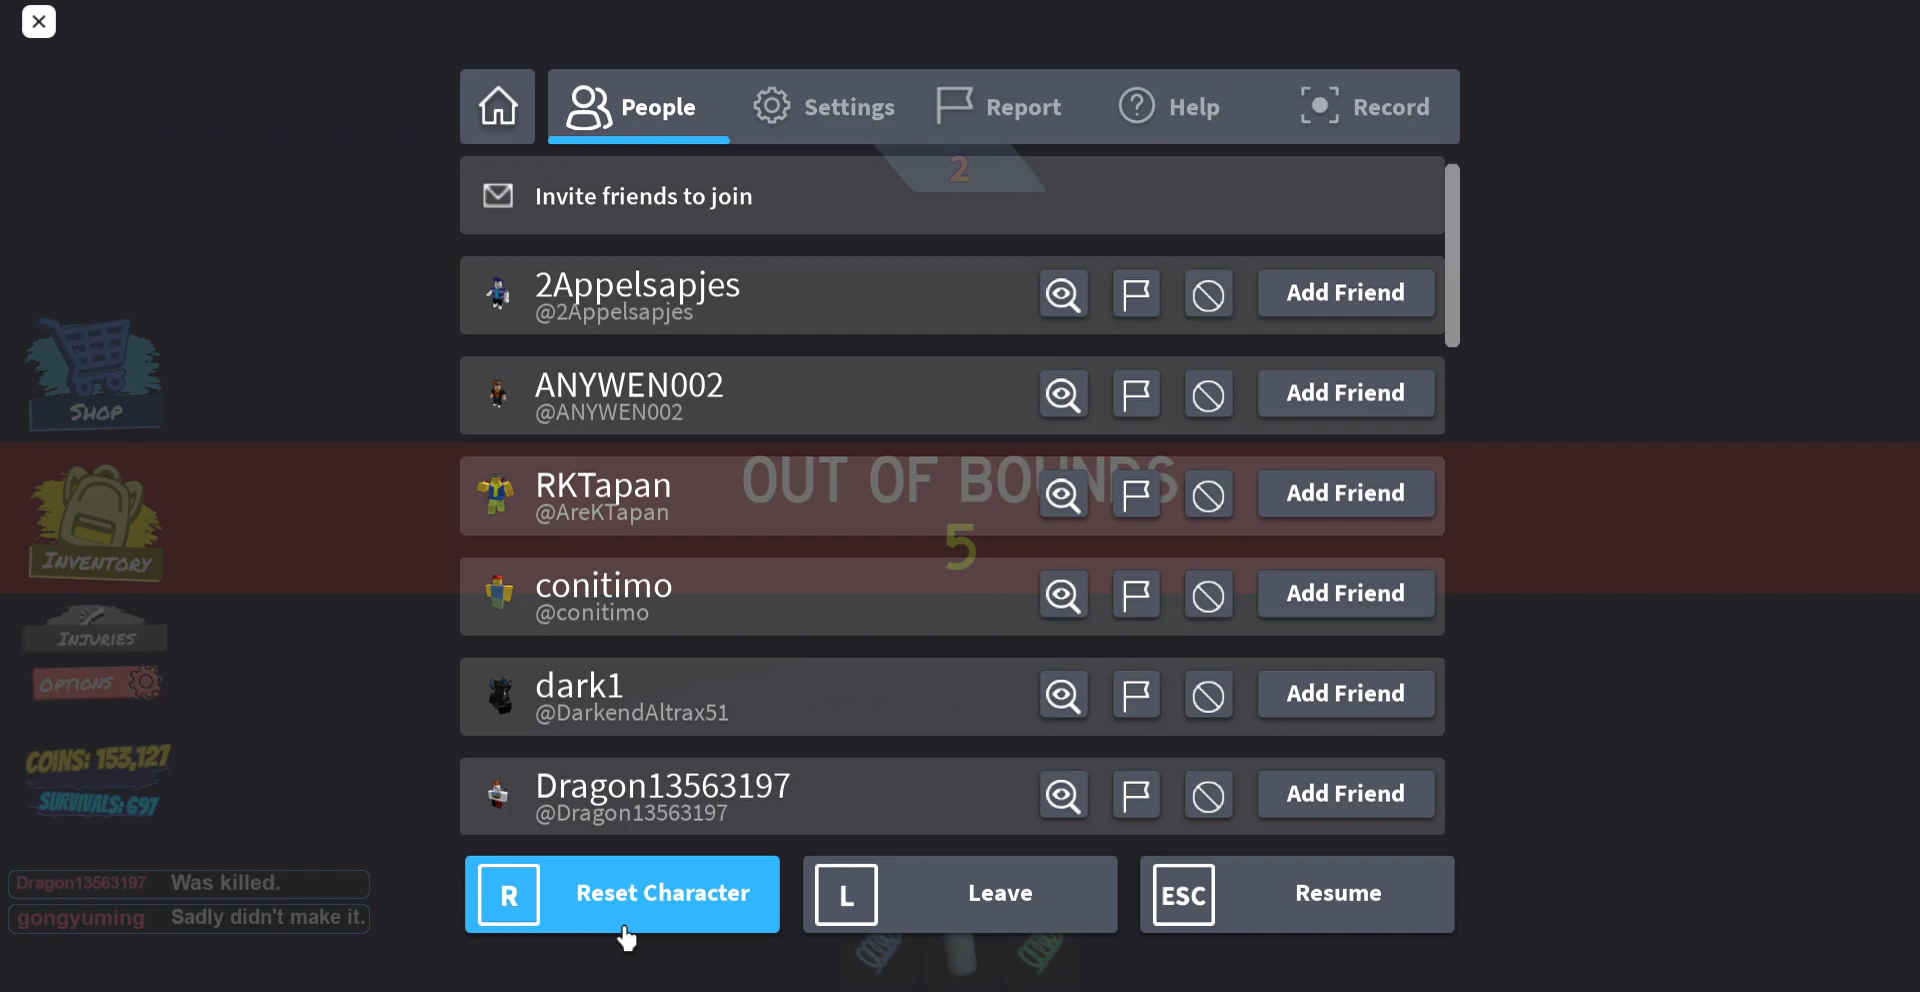 People
Settings
Report
Help
Record
2
Invite friends to join
2Appelsapjes
@2Appelsapjes
Add Friend
ANYWEN002
@ANYWEN002
Add Friend
SHOP
OUT OF BOUNDS
5
RKTapan
@AreKTapan
Add Friend
INVENTORY
conitimo
@conitimo
Add Friend
INJURIES
OPTIONS
dark1
@DarkendAltrax51
Add Friend
COINS: 153,127
SURVIVALS: 697
Dragon13563197
@Dragon13563197
Add Friend
R Reset Character
L Leave
ESC Resume
Dragon13563197 Was killed.
gongyuming Sadly didn't make it.